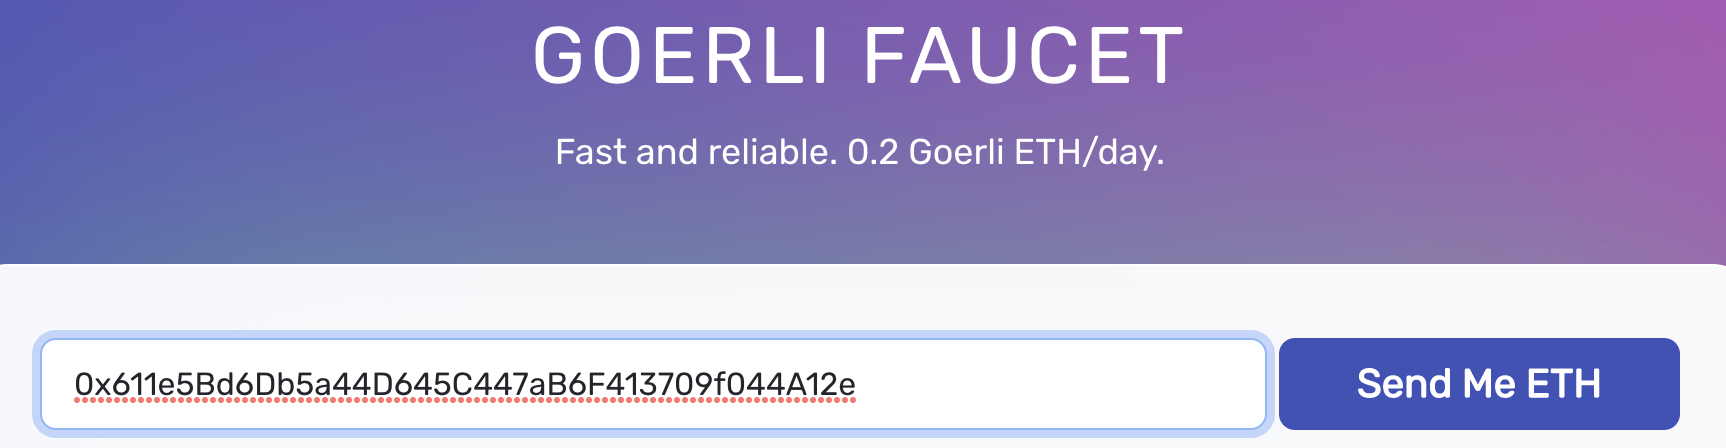 GOERLI FAUCET
Fast and reliable. 0.2 Goerli ETH/day.
0x611e5Bd6Db5a44D645C447aB6F413709f044A12e
Send Me ETH